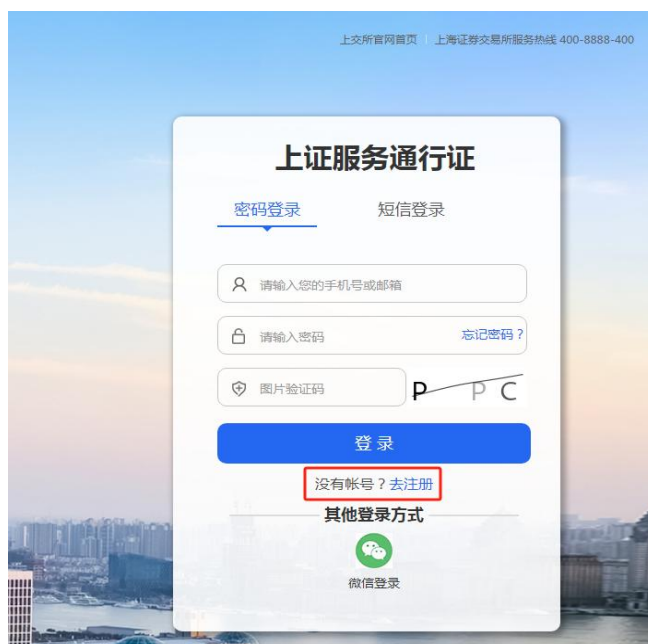 上交所官网首页 | 上海证券交易所服务热线 400-8888-400
上证服务通行证
密码登录 短信登录
请输入您的手机号或邮箱
请输入密码 忘记密码？
图片验证码 P P C
登 录
没有帐号？去注册
其他登录方式
微信登录